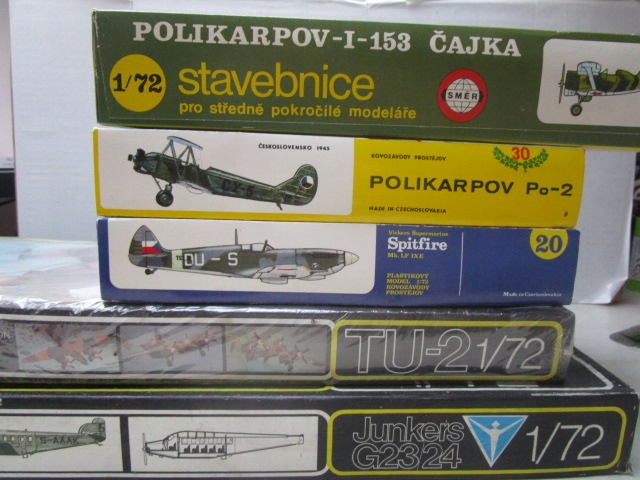 POLIKARPOV-I-153 ČAJKA
1/72 stavebnice
pro středně pokročilé modeláře
SMĚR
ČESKOSLOVENSKO 1945
KOVOZÁVODY PROSTĚJOV
30
POLIKARPOV Po-2
MADE IN CZECHOSLOVAKIA
Vickers Supermarine
Spitfire
Mk. LF IXE
20
DU-S
PLASTIKOVÝ
MODEL 1/72
KOVOZÁVODY
PROSTĚJOV
Made in Czechoslovakia
TU-2 1/72
Junkers
G23/24
1/72
S-AAAK